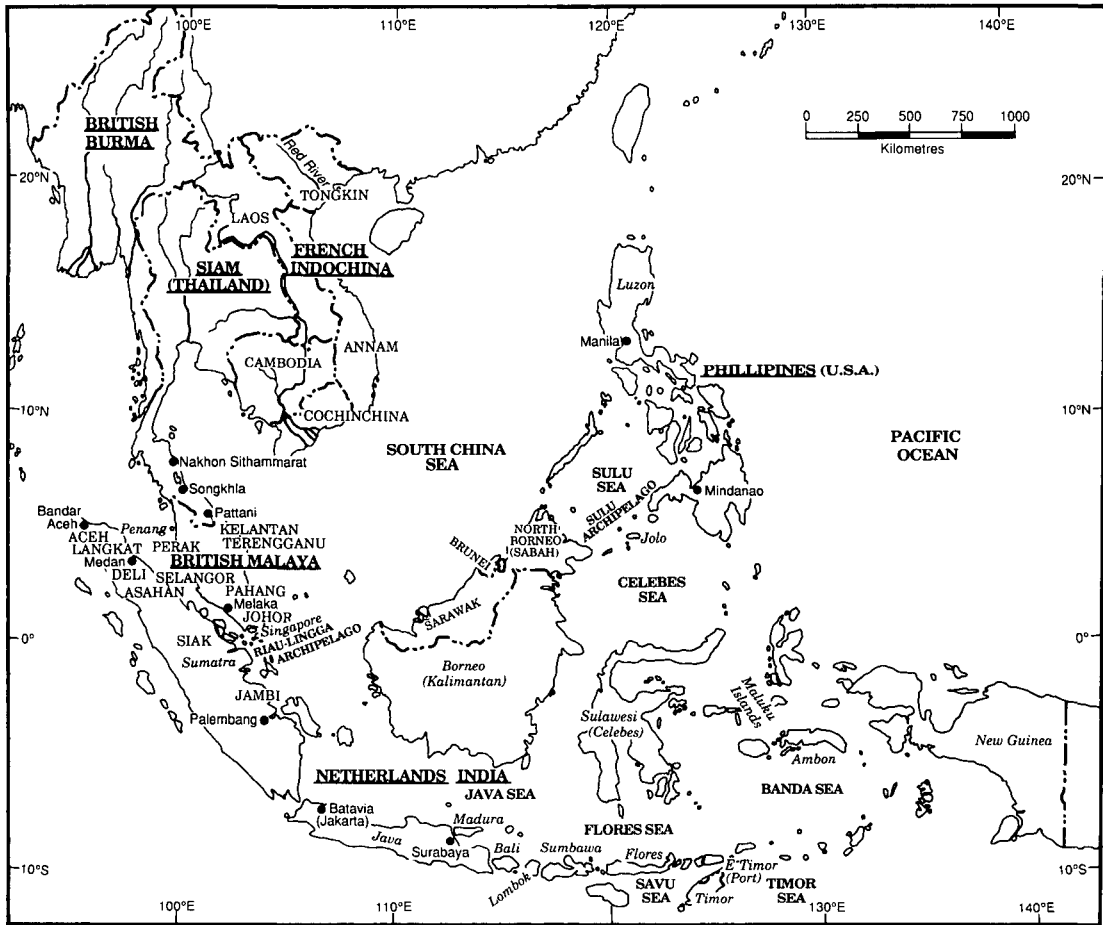 100°E
120°E
130°E
140°E
BRITISH
BURMA
0 250 500 750 1000
Kilometres
Red River
20°N
20°N
TONGKIN
LAOS
FRENCH
INDOCHINA
SIAM
(THAILAND)
Luzon
Manila
ANNAM
CAMBODIA
PHILLIPINES (U.S.A.)
10°N
COCHINCHINA
10°N
SOUTH CHINA
SEA
PACIFIC
OCEAN
Nakhon Sithammarat
SULU
SEA
Songkhla
Mindanao
Bandar
Aceh
Pattani
SULU
ARCHIPELAGO
Penang
KELANTAN
NORTH
BORNEO
(SABAH)
ACEH
TERENGGANU
Jolo
LANGKAT
PERAK
BRUNEI
Medan
BRITISH MALAYA
DELI
SELANGOR
CELEBES
SEA
ASAHAN
PAHANG
Melaka
SARAWAK
JOHOR
Singapore
0°
SIAK
RIAU-LINGGA
ARCHIPELAGO
0°
Sumatra
Borneo
(Kalimantan)
Maluku
Islands
JAMBI
Palembang
Sulawesi
(Celebes)
New Guinea
Ambon
NETHERLANDS INDIA
JAVA SEA
BANDA SEA
Batavia
(Jakarta)
Madura
FLORES SEA
Java
Surabaya
Bali
Sumbawa
Flores
E Timor
(Port)
10°S
10°S
Lombok
SAVU
SEA
Timor
TIMOR
SEA
100°E
110°E
120°E
130°E
140°E